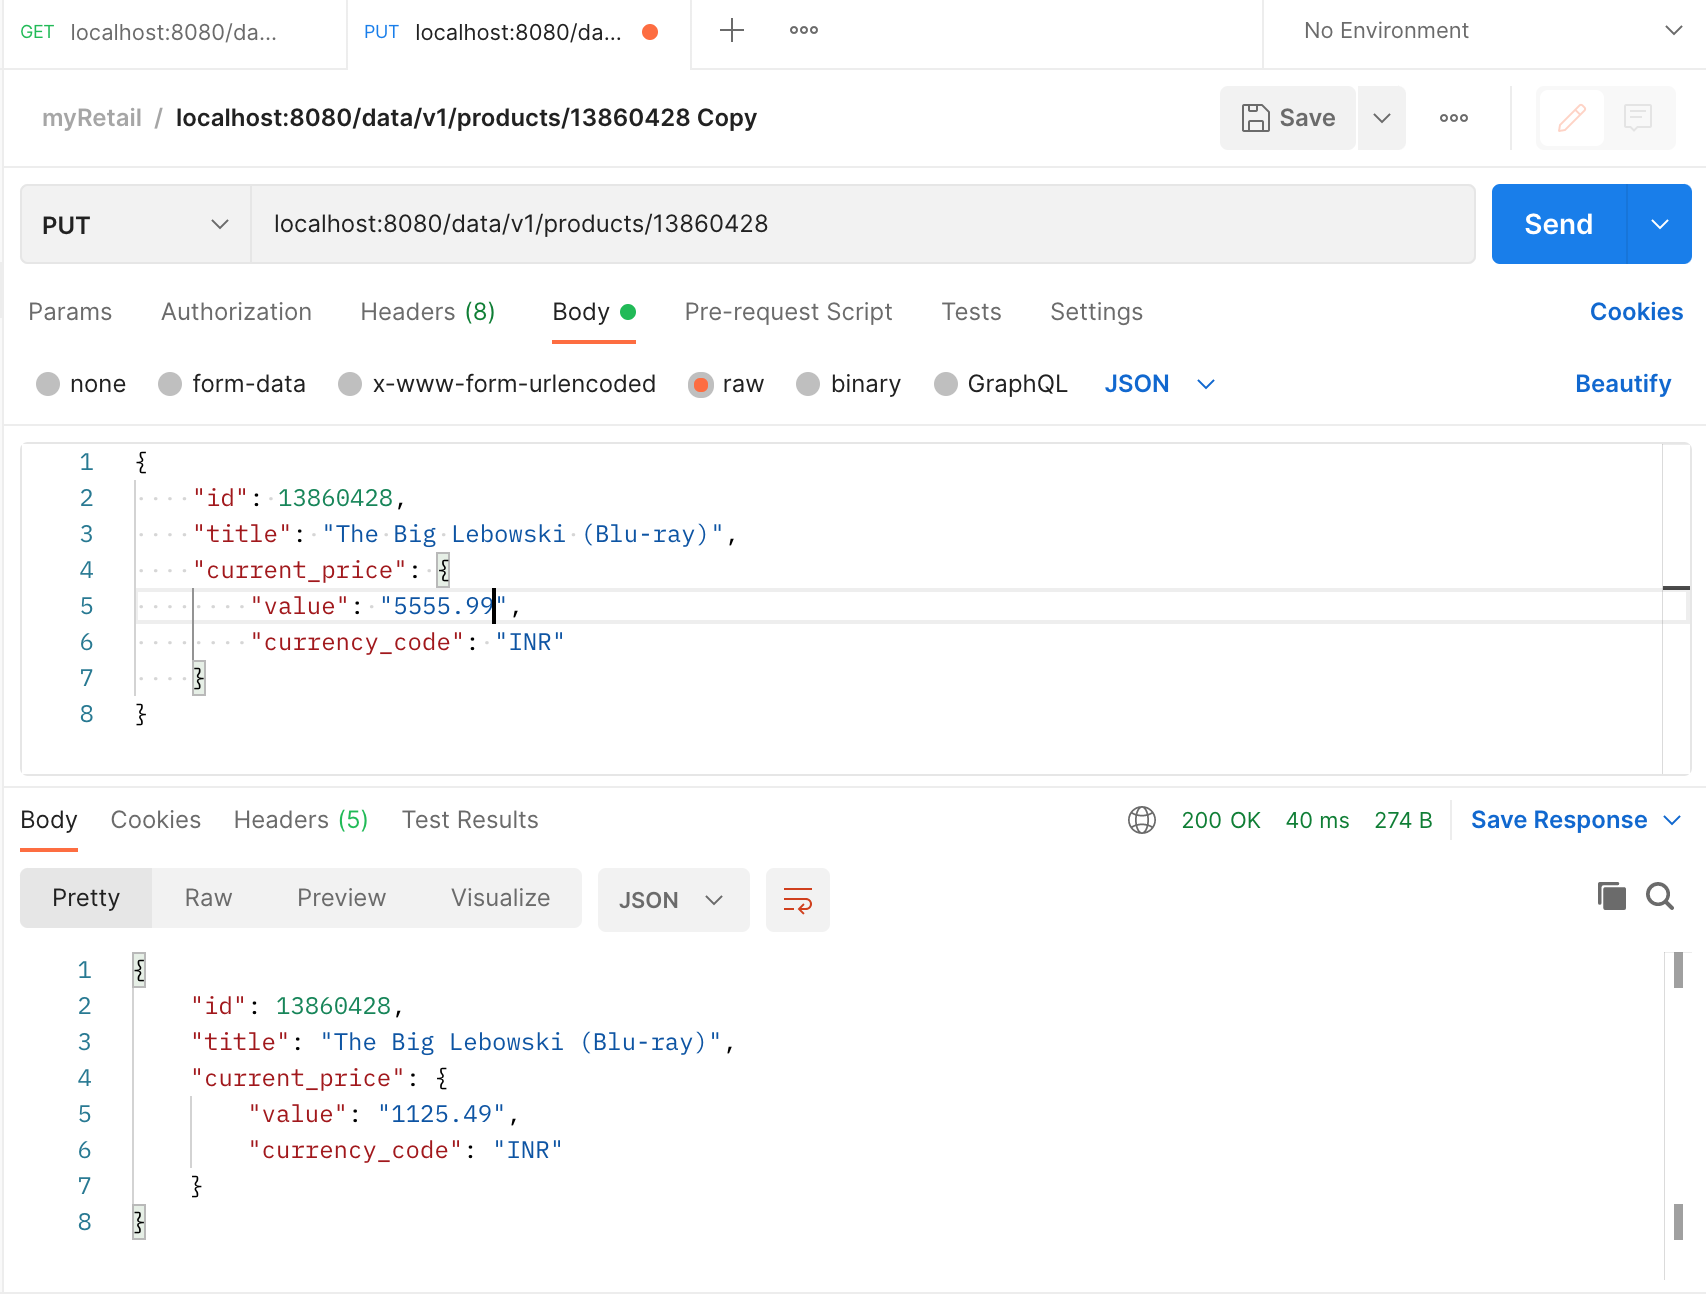 GET localhost:8080/da... PUT localhost:8080/da... No Environment
myRetail / localhost:8080/data/v1/products/13860428 Copy Save
PUT localhost:8080/data/v1/products/13860428 Send
Params Authorization Headers (8) Body Pre-request Script Tests Settings Cookies
none form-data x-www-form-urlencoded raw binary GraphQL JSON Beautify
1 {
2 "id": 13860428,
3 "title": "The Big Lebowski (Blu-ray)",
4 "current_price": {
5 "value": "5555.99",
6 "currency_code": "INR"
7 }
8 }
Body Cookies Headers (5) Test Results 200 OK 40 ms 274 B Save Response
Pretty Raw Preview Visualize JSON
1 {
2 "id": 13860428,
3 "title": "The Big Lebowski (Blu-ray)",
4 "current_price": {
5 "value": "1125.49",
6 "currency_code": "INR"
7 }
8 }